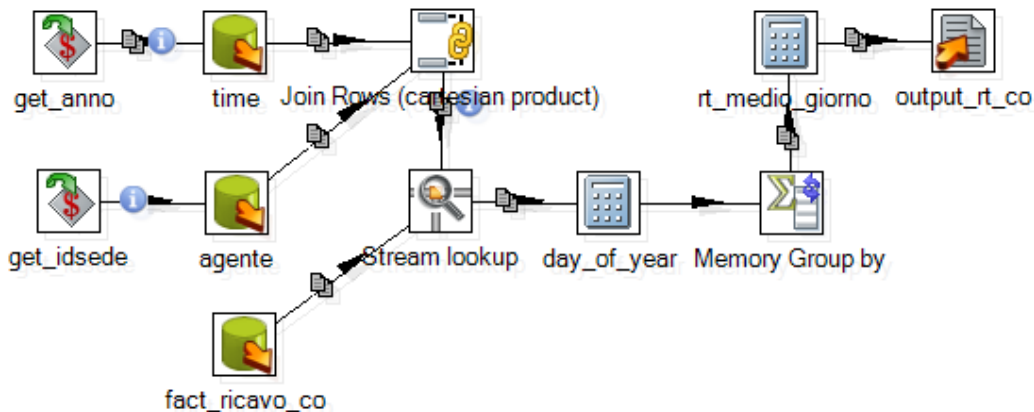 get_anno
time
Join Rows (cartesian product)
rt_medio_giorno
output_rt_co
get_idsede
agente
Stream lookup
day_of_year
Memory Group by
fact_ricavo_co